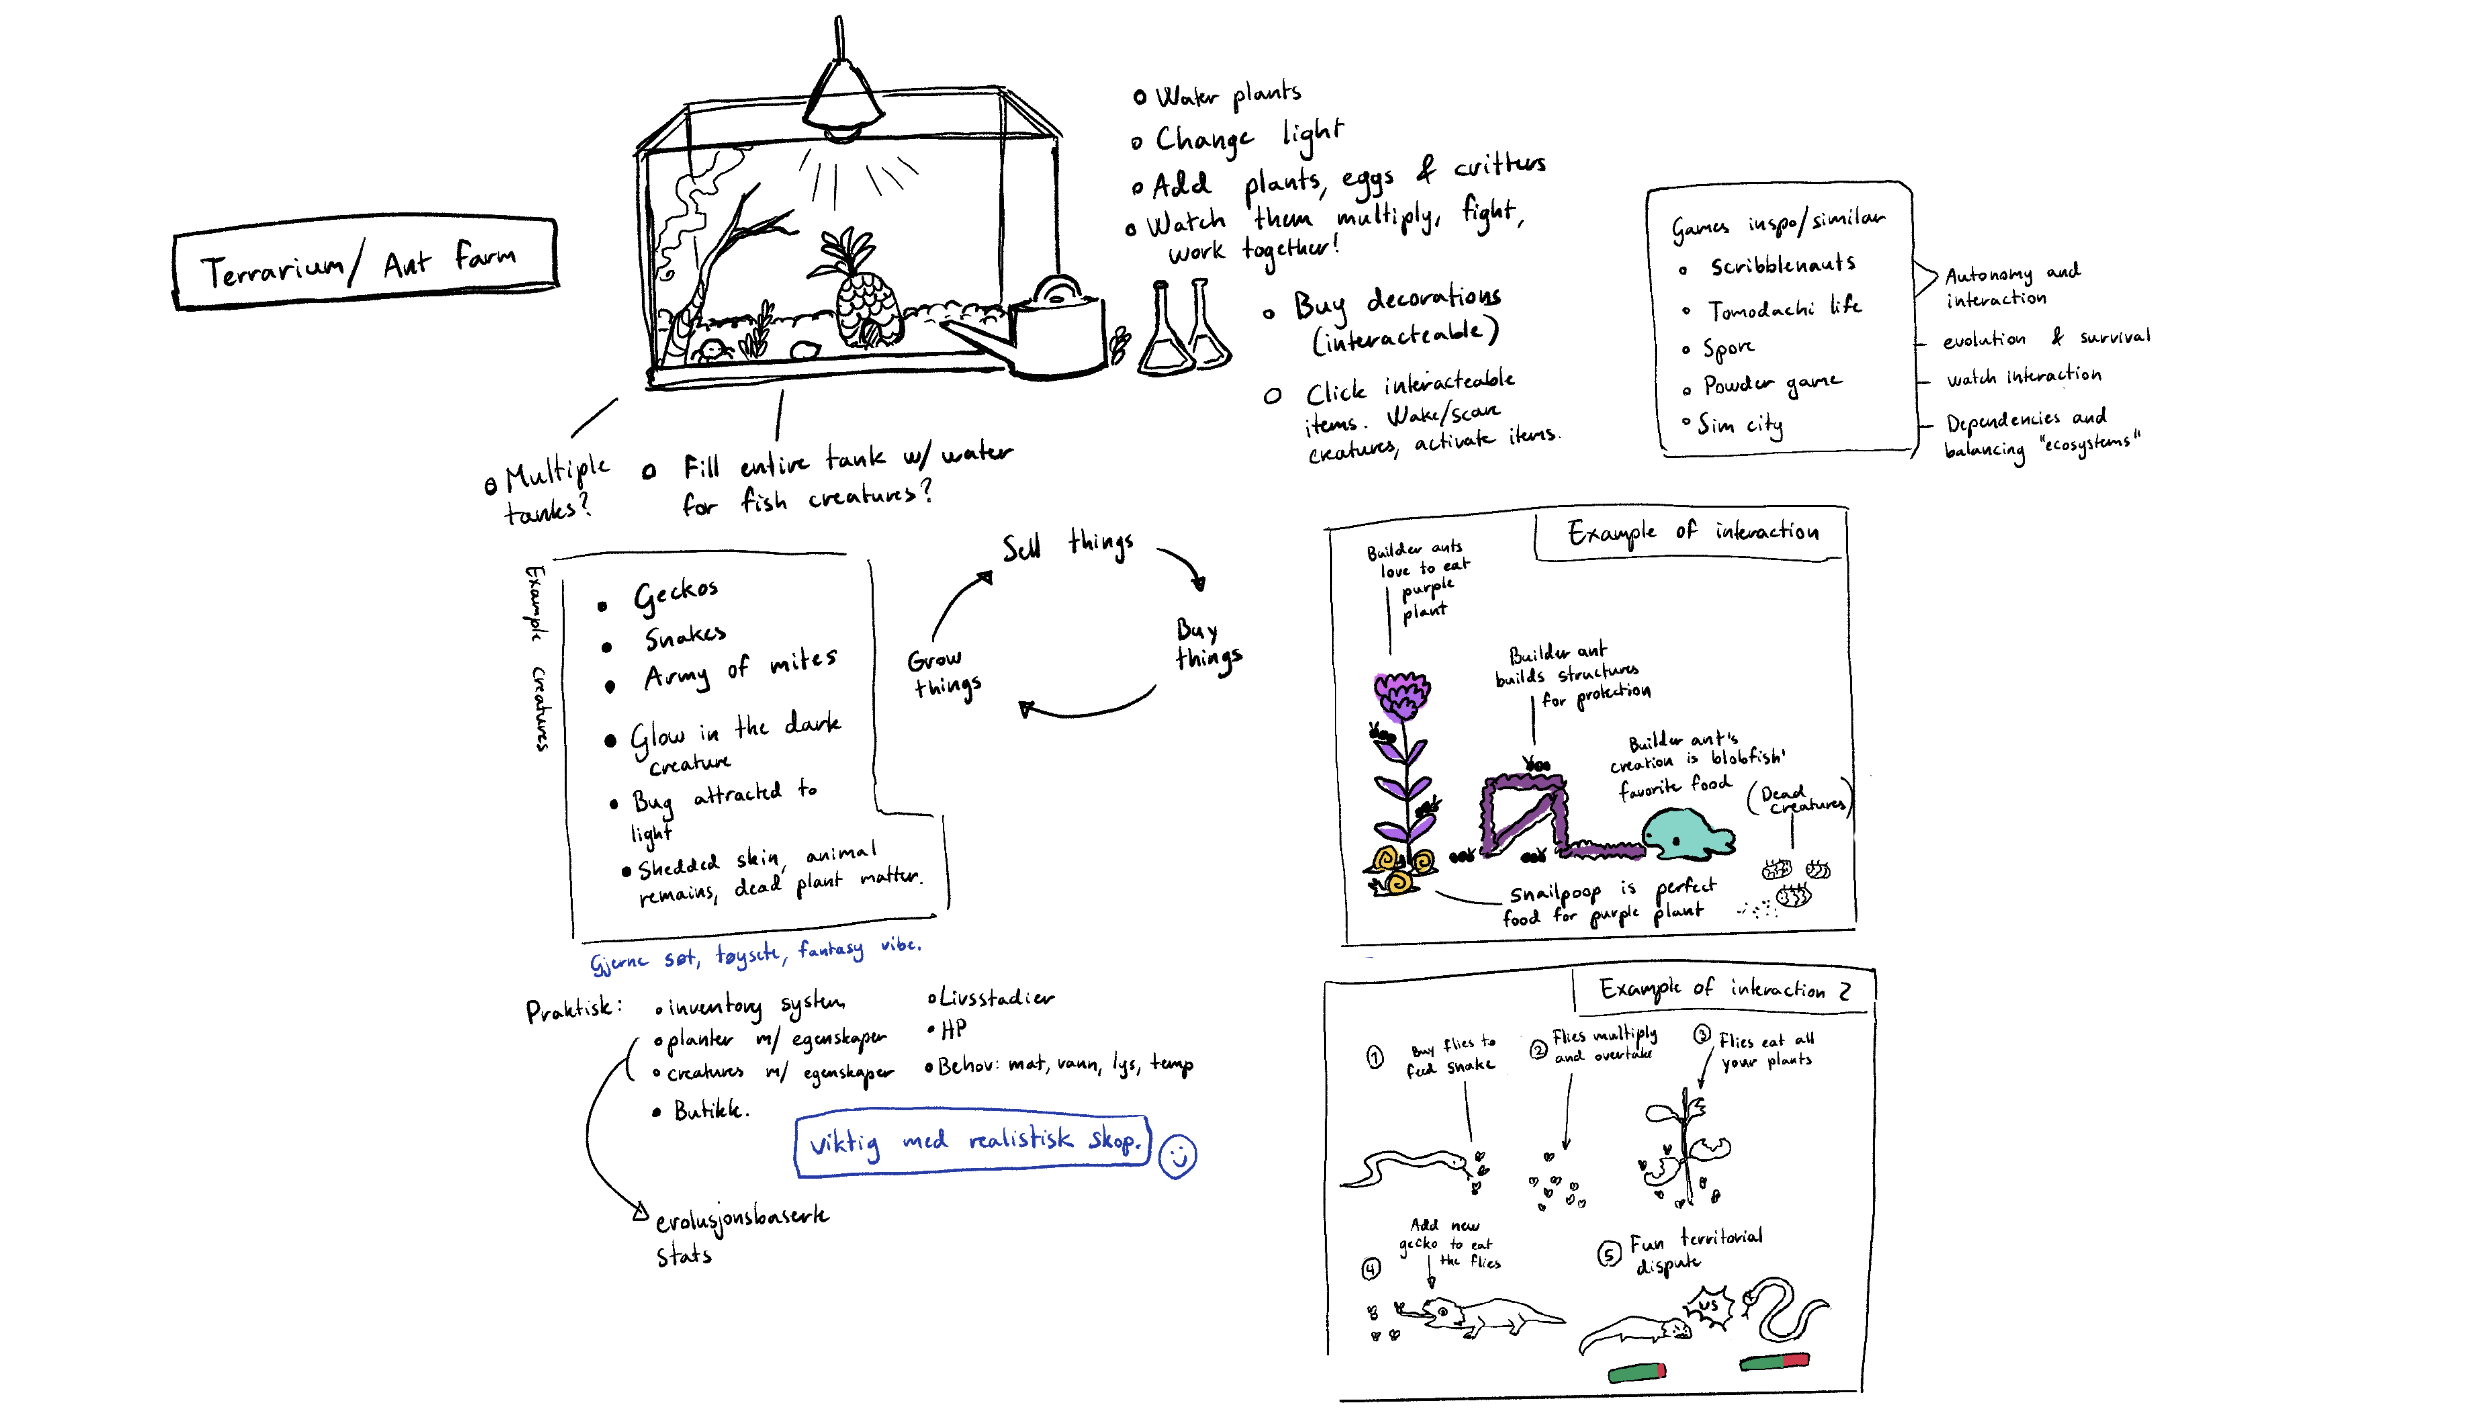 Terrarium/ Ant farm
Water plants
Change light
Add plants, eggs & critters
Watch them multiply, fight,
work together!
Buy decorations
(interacteable)
Click interacteable
items. Wake/scare
creatures, activate items.
Multiple
tanks?
Fill entire tank w/ water
for fish creatures?
Games inspo/similar
Scribblenauts
Tomodachi life
Spore
Powder game
Sim city
Autonomy and
interaction
evolution & survival
watch interaction
Dependencies and
balancing "ecosystems"
Example creatures
Geckos
Snakes
Army of mites
Glow in the dark
creature
Bug attracted to
light
Shedded skin, animal
remains, dead plant matter.
Gjerne søt, tøysete, fantasy vibe.
Sell things
Buy
things
Grow
things
Praktisk:
inventory system
planter m/ egenskaper
creatures m/ egenskaper
Butikk.
Livsstadier
HP
Behov: mat, vann, lys, temp
viktig med realistisk skop.
evolusjonsbaserte
stats
Example of interaction
Builder ants
love to eat
purple
plant
Builder ant
builds structures
for protection
Builder ant's
creation is blobfish'
favorite food
(Dead
creatures)
Snailpoop is perfect
food for purple plant
Example of interaction 2
1 Buy flies to
feed snake
2 Flies multiply
and overtake
3 Flies eat all
your plants
4 Add new
gecko to eat
the flies
5 Fun territorial
dispute
VS